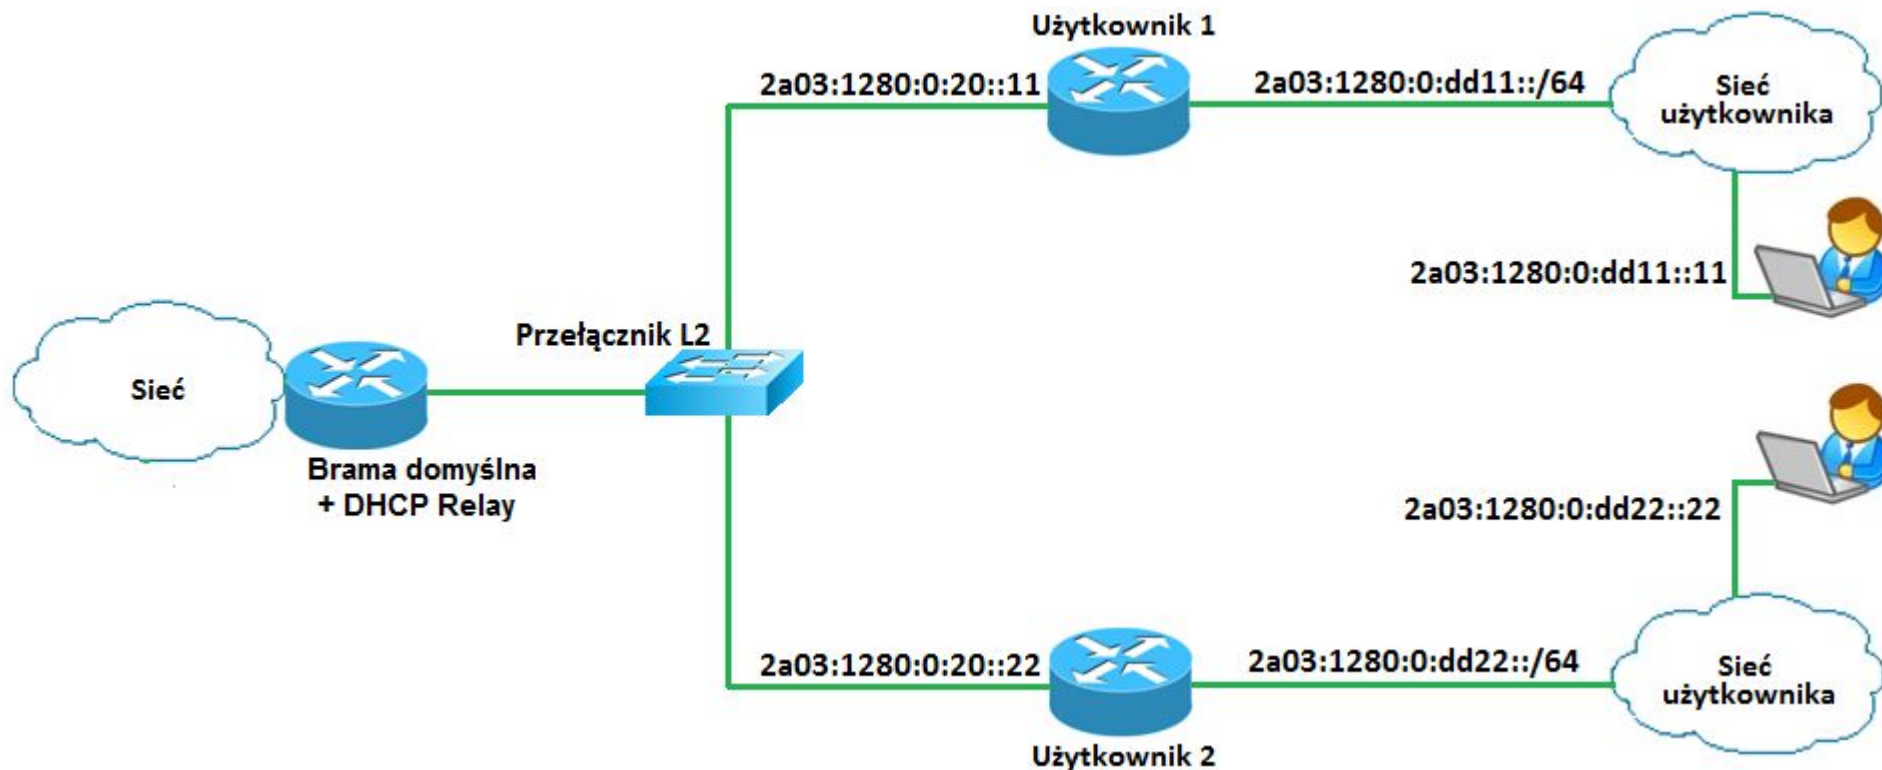 Użytkownik 1
2a03:1280:0:20::11
2a03:1280:0:dd11::/64
Sieć
użytkownika
2a03:1280:0:dd11::11
Przełącznik L2
Sieć
Brama domyślna
+ DHCP Relay
2a03:1280:0:dd22::22
2a03:1280:0:20::22
2a03:1280:0:dd22::/64
Sieć
użytkownika
Użytkownik 2